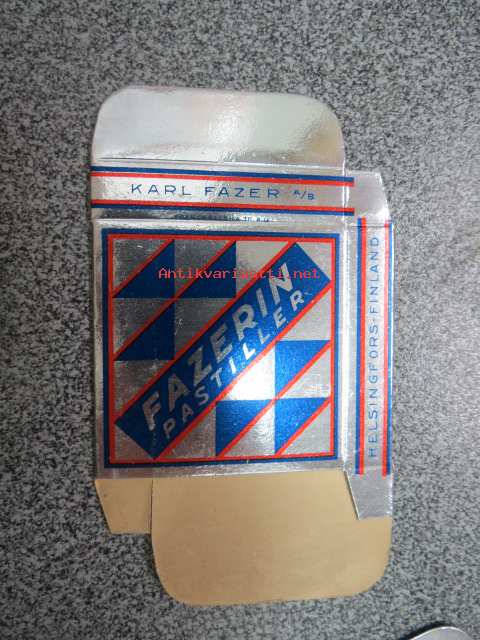 KARL FAZER A/B
Antikvariaatti.net
FAZERIN
PASTILLER
HELSINGFORS-FINLAND